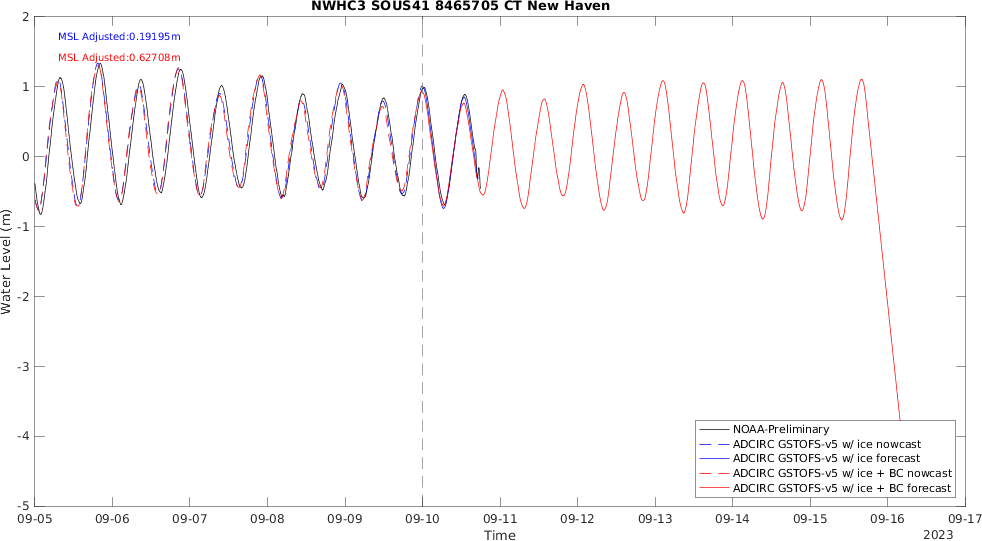 NWHC3 SOUS41 8465705 CT New Haven
MSL Adjusted:0.19195m
MSL Adjusted:0.62708m
Water Level (m)
2
1
0
-1
-2
-3
-4
-5
NOAA-Preliminary
ADCIRC GSTOFS-v5 w/ ice nowcast
ADCIRC GSTOFS-v5 w/ ice forecast
ADCIRC GSTOFS-v5 w/ ice + BC nowcast
ADCIRC GSTOFS-v5 w/ ice + BC forecast
09-05 09-06 09-07 09-08 09-09 09-10 09-11 09-12 09-13 09-14 09-15 09-16 09-17
Time
2023